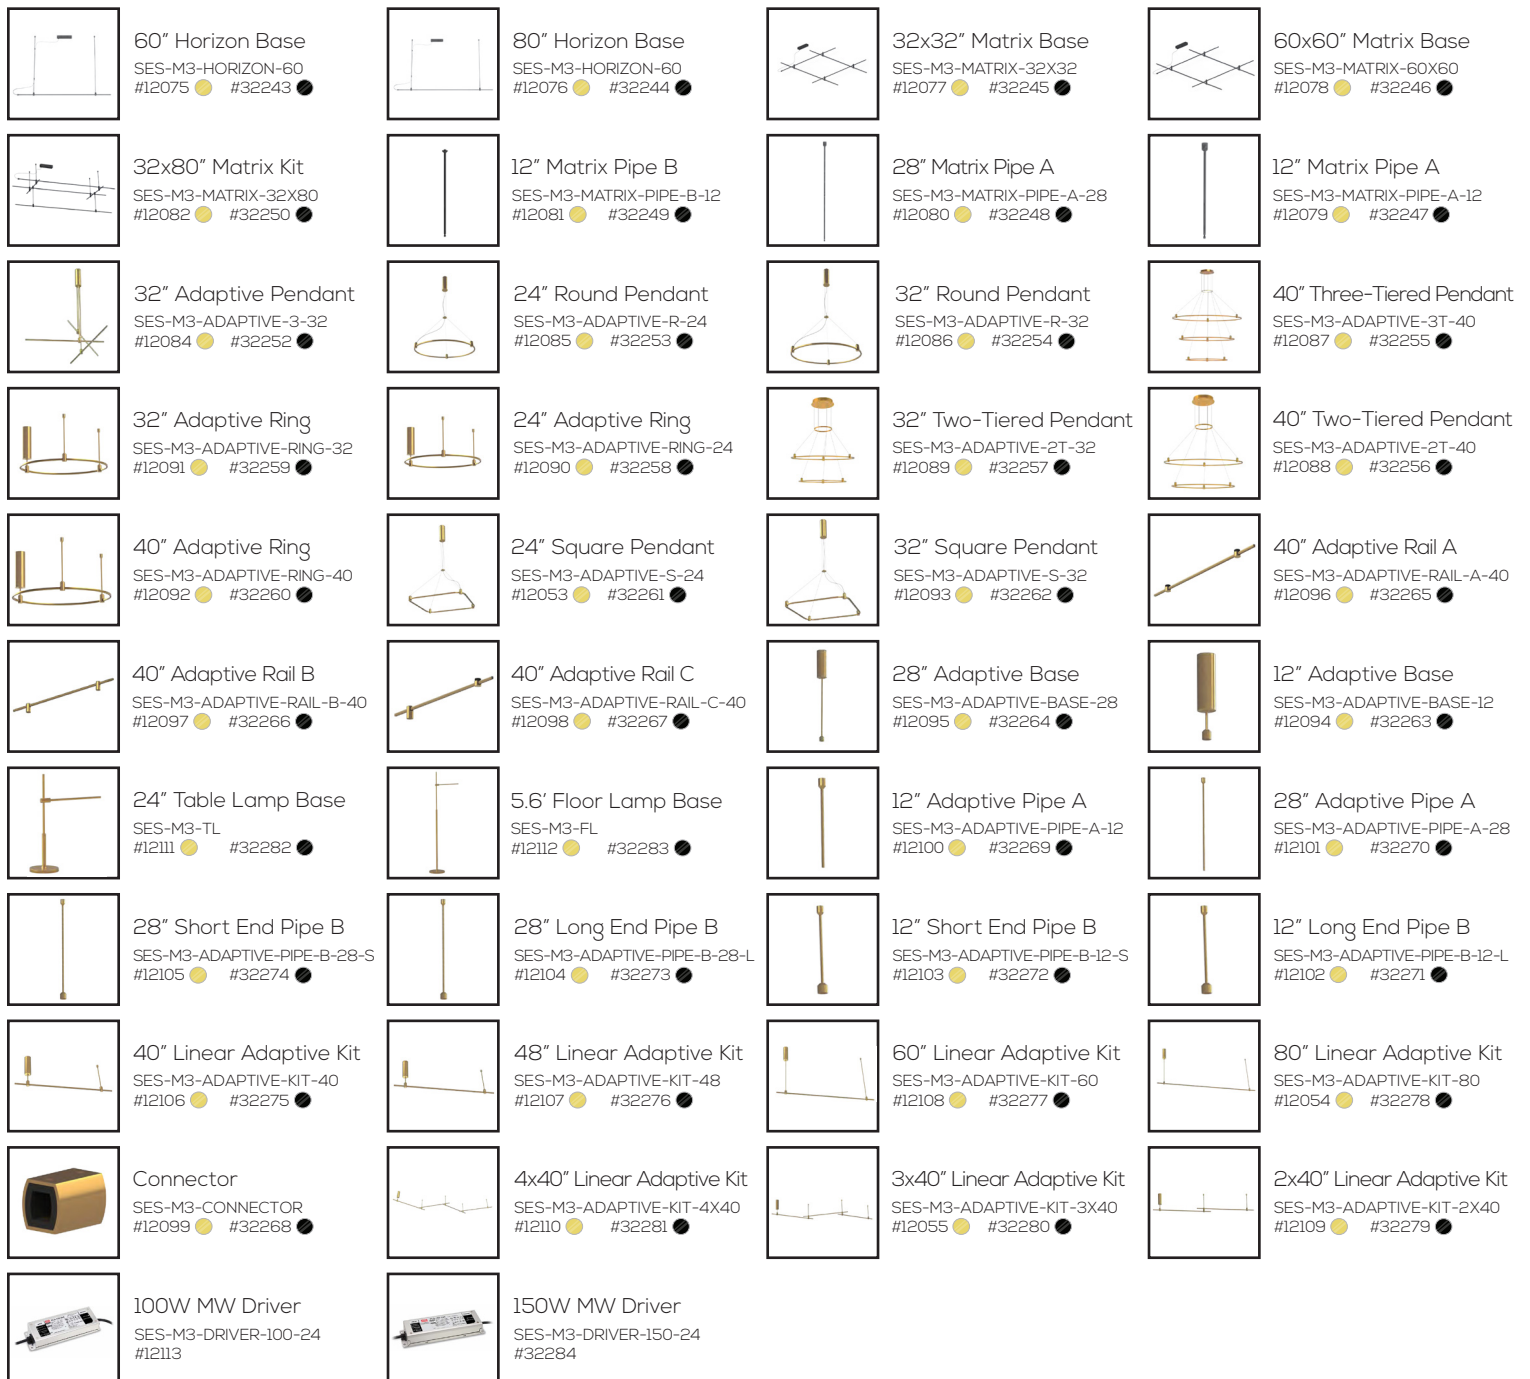 60" Horizon Base
SES-M3-HORIZON-60
#12075 #32243
80" Horizon Base
SES-M3-HORIZON-60
#12076 #32244
32x32" Matrix Base
SES-M3-MATRIX-32X32
#12077 #32245
60x60" Matrix Base
SES-M3-MATRIX-60X60
#12078 #32246
32x80" Matrix Kit
SES-M3-MATRIX-32X80
#12082 #32250
12" Matrix Pipe B
SES-M3-MATRIX-PIPE-B-12
#12081 #32249
28" Matrix Pipe A
SES-M3-MATRIX-PIPE-A-28
#12080 #32248
12" Matrix Pipe A
SES-M3-MATRIX-PIPE-A-12
#12079 #32247
32" Adaptive Pendant
SES-M3-ADAPTIVE-3-32
#12084 #32252
24" Round Pendant
SES-M3-ADAPTIVE-R-24
#12085 #32253
32" Round Pendant
SES-M3-ADAPTIVE-R-32
#12086 #32254
40" Three-Tiered Pendant
SES-M3-ADAPTIVE-3T-40
#12087 #32255
32" Adaptive Ring
SES-M3-ADAPTIVE-RING-32
#12091 #32259
24" Adaptive Ring
SES-M3-ADAPTIVE-RING-24
#12090 #32258
32" Two-Tiered Pendant
SES-M3-ADAPTIVE-2T-32
#12089 #32257
40" Two-Tiered Pendant
SES-M3-ADAPTIVE-2T-40
#12088 #32256
40" Adaptive Ring
SES-M3-ADAPTIVE-RING-40
#12092 #32260
24" Square Pendant
SES-M3-ADAPTIVE-S-24
#12053 #32261
32" Square Pendant
SES-M3-ADAPTIVE-S-32
#12093 #32262
40" Adaptive Rail A
SES-M3-ADAPTIVE-RAIL-A-40
#12096 #32265
40" Adaptive Rail B
SES-M3-ADAPTIVE-RAIL-B-40
#12097 #32266
40" Adaptive Rail C
SES-M3-ADAPTIVE-RAIL-C-40
#12098 #32267
28" Adaptive Base
SES-M3-ADAPTIVE-BASE-28
#12095 #32264
12" Adaptive Base
SES-M3-ADAPTIVE-BASE-12
#12094 #32263
24" Table Lamp Base
SES-M3-TL
#12111 #32282
5.6' Floor Lamp Base
SES-M3-FL
#12112 #32283
12" Adaptive Pipe A
SES-M3-ADAPTIVE-PIPE-A-12
#12100 #32269
28" Adaptive Pipe A
SES-M3-ADAPTIVE-PIPE-A-28
#12101 #32270
28" Short End Pipe B
SES-M3-ADAPTIVE-PIPE-B-28-S
#12105 #32274
28" Long End Pipe B
SES-M3-ADAPTIVE-PIPE-B-28-L
#12104 #32273
12" Short End Pipe B
SES-M3-ADAPTIVE-PIPE-B-12-S
#12103 #32272
12" Long End Pipe B
SES-M3-ADAPTIVE-PIPE-B-12-L
#12102 #32271
40" Linear Adaptive Kit
SES-M3-ADAPTIVE-KIT-40
#12106 #32275
48" Linear Adaptive Kit
SES-M3-ADAPTIVE-KIT-48
#12107 #32276
60" Linear Adaptive Kit
SES-M3-ADAPTIVE-KIT-60
#12108 #32277
80" Linear Adaptive Kit
SES-M3-ADAPTIVE-KIT-80
#12054 #32278
Connector
SES-M3-CONNECTOR
#12099 #32268
4x40" Linear Adaptive Kit
SES-M3-ADAPTIVE-KIT-4X40
#12110 #32281
3x40" Linear Adaptive Kit
SES-M3-ADAPTIVE-KIT-3X40
#12055 #32280
2x40" Linear Adaptive Kit
SES-M3-ADAPTIVE-KIT-2X40
#12109 #32279
100W MW Driver
SES-M3-DRIVER-100-24
#12113
150W MW Driver
SES-M3-DRIVER-150-24
#32284